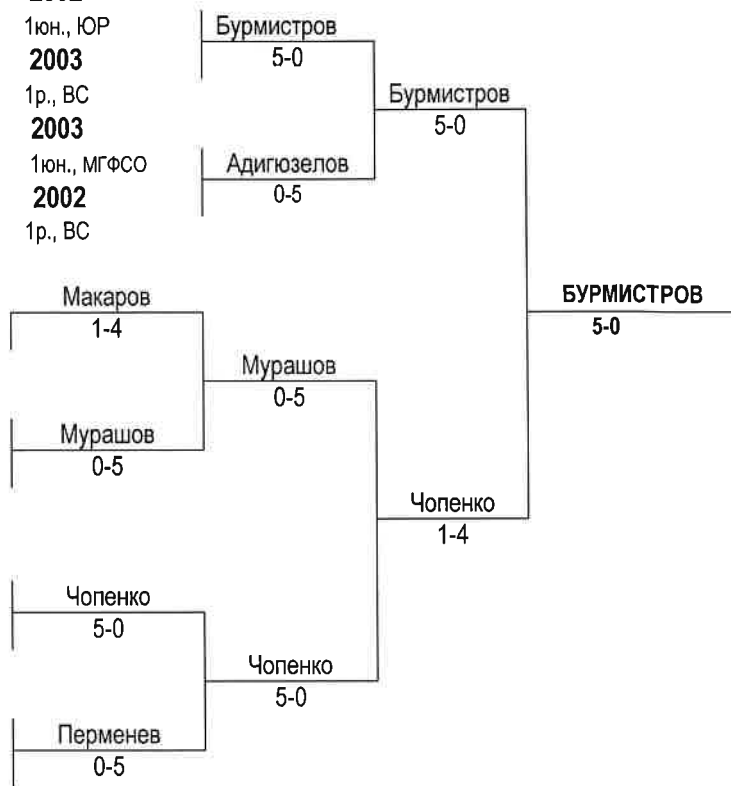 1юн., ЮР
2003
1р., ВС
2003
1юн., МГФСО
2002
1р., ВС
Бурмистров
5-0
Адигюзелов
0-5
Бурмистров
5-0
Макаров
1-4
Мурашов
0-5
Мурашов
0-5
Чопенко
5-0
Перменев
0-5
Чопенко
5-0
Чопенко
1-4
БУРМИСТРОВ
5-0